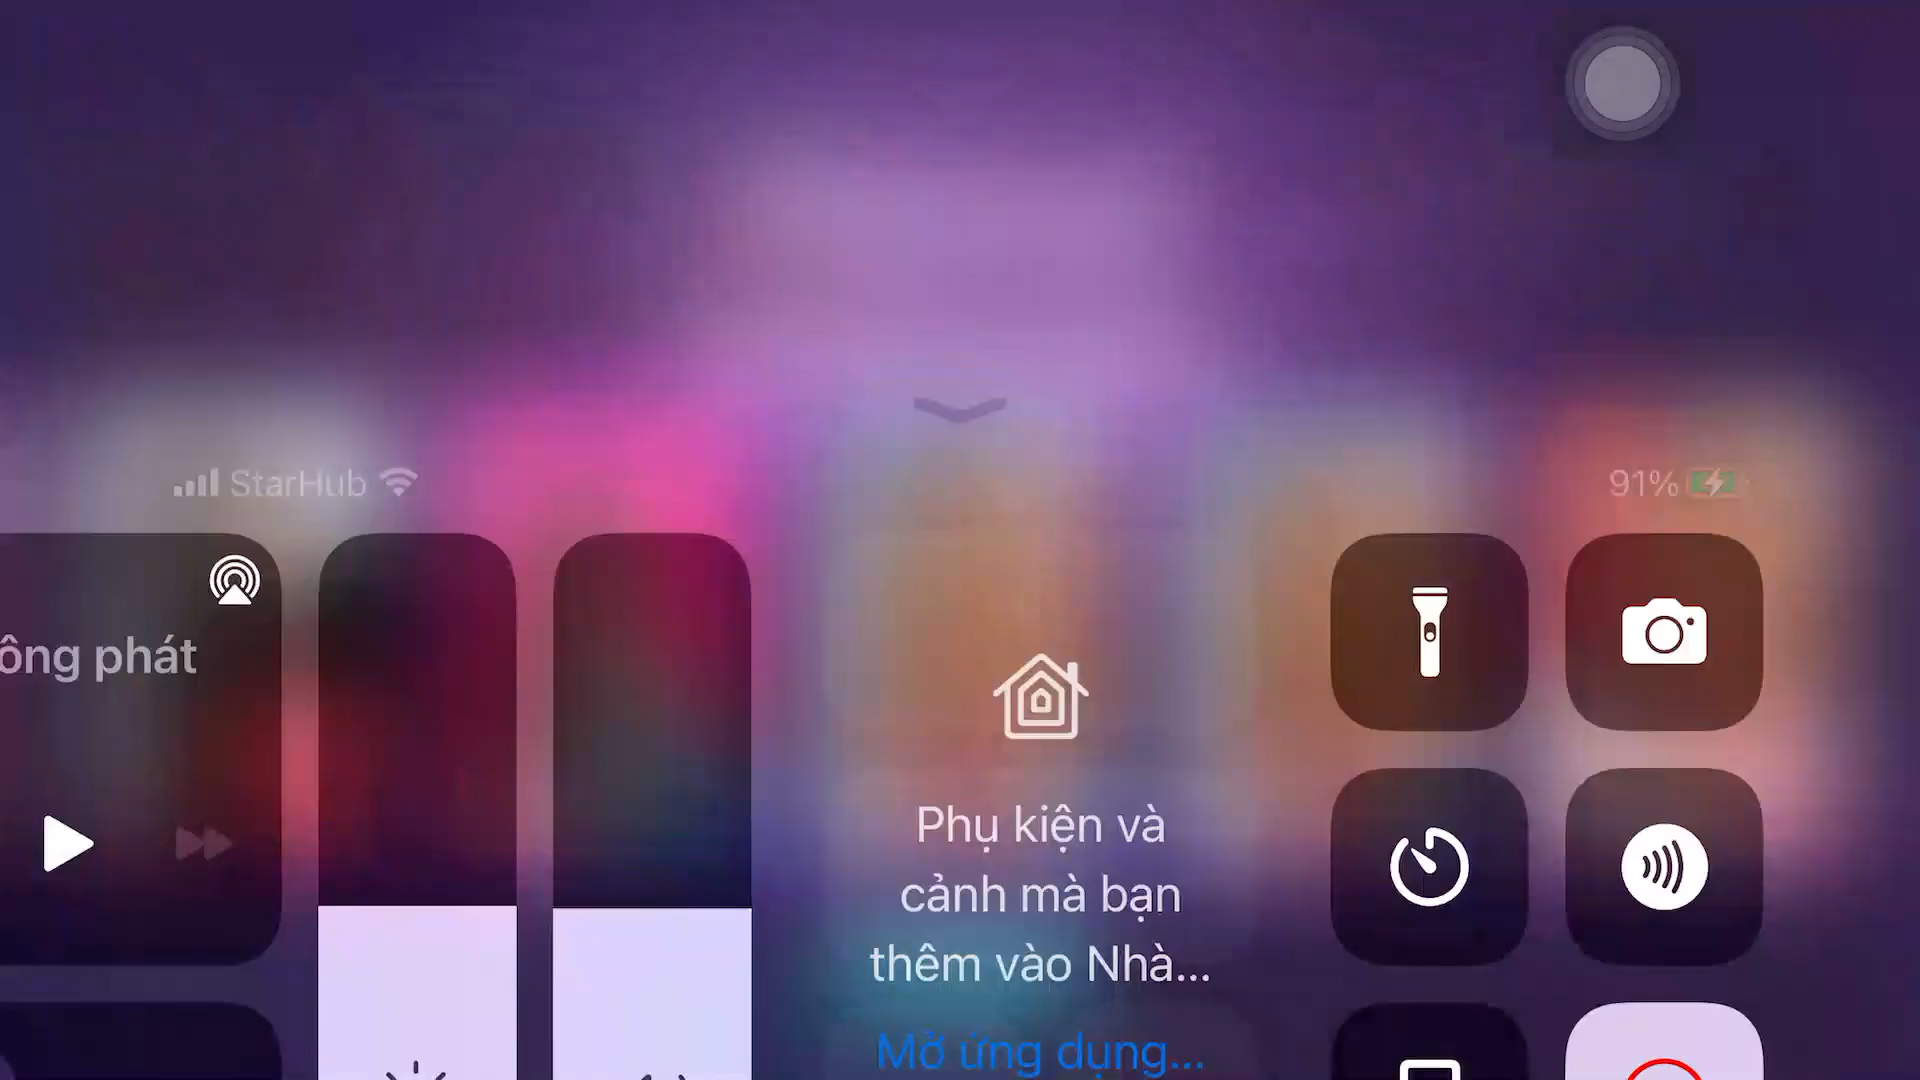 StarHub
91%
ông phát
Phụ kiện và
cảnh mà bạn
thêm vào Nhà...
Mở ứng dụng...